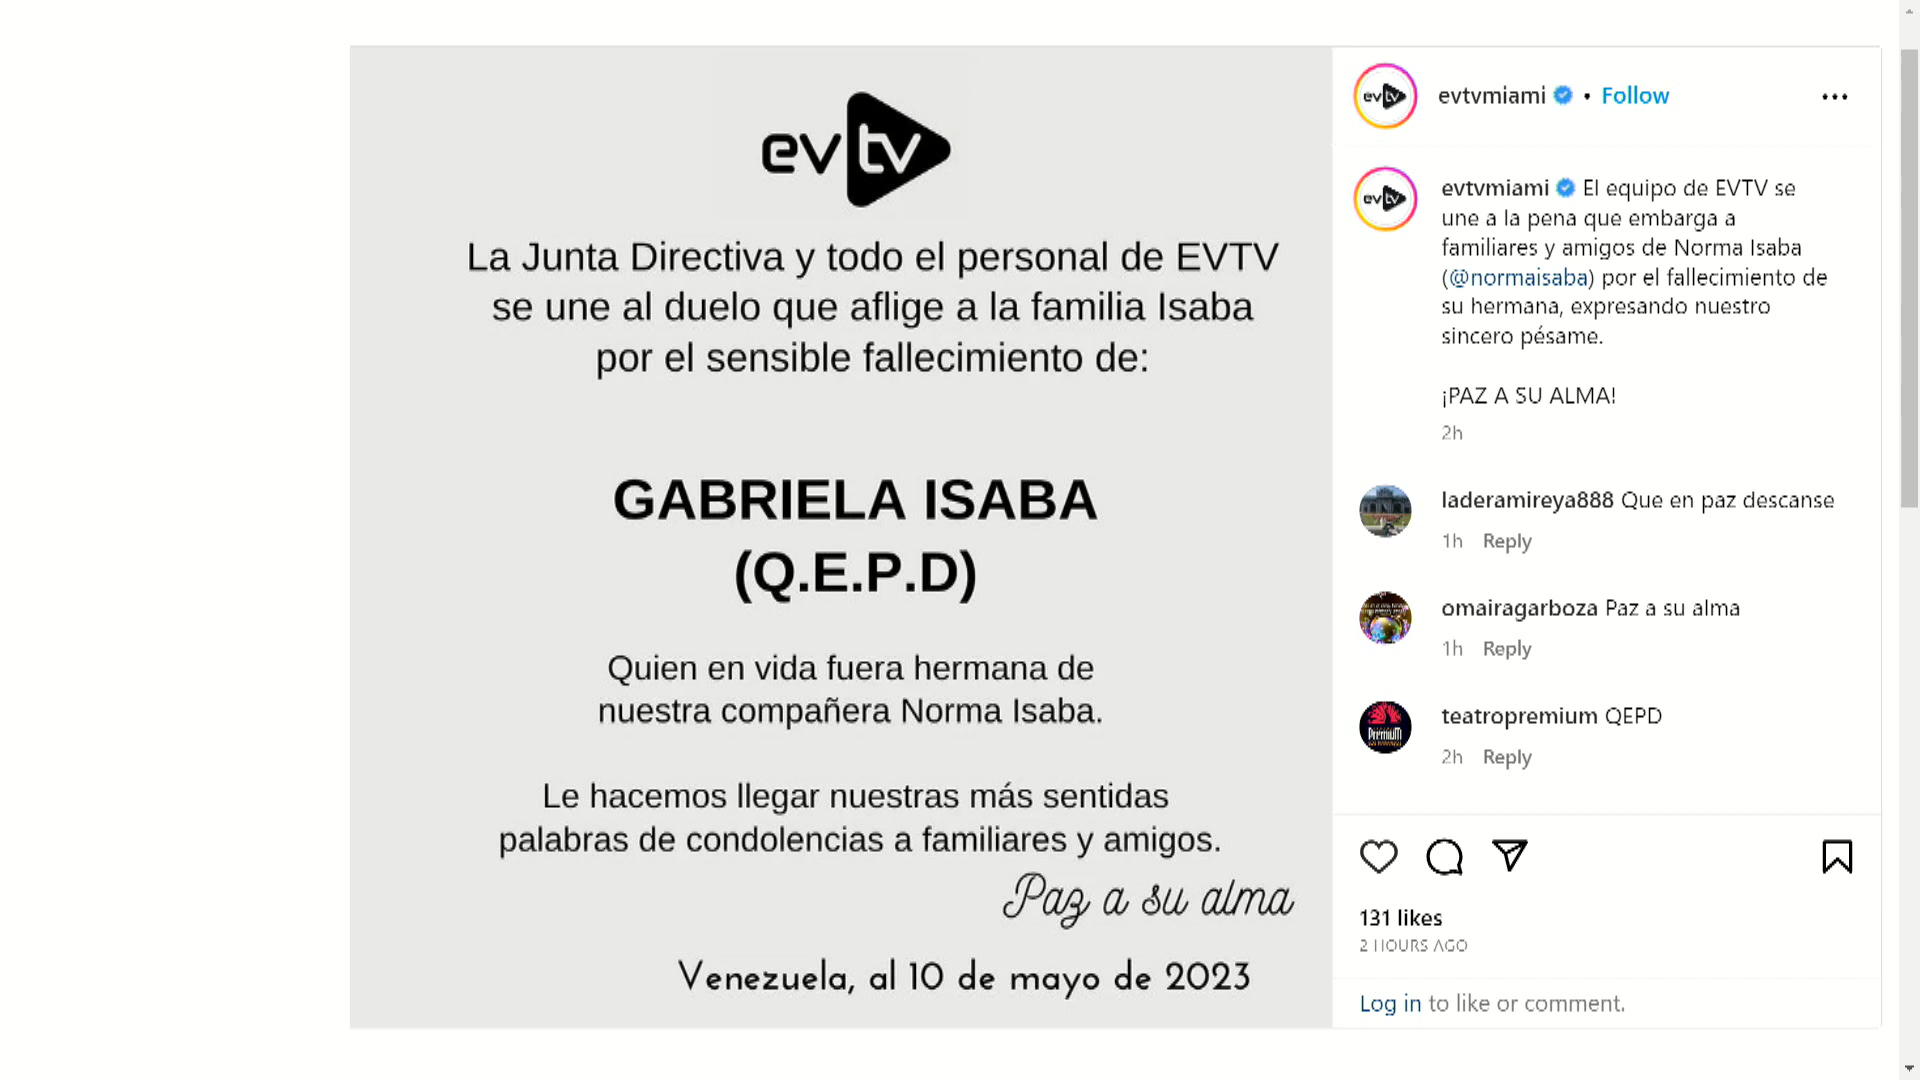 evtv
La Junta Directiva y todo el personal de EVTV
se une al duelo que aflige a la familia Isaba
por el sensible fallecimiento de:
GABRIELA ISABA
(Q.E.P.D)
Quien en vida fuera hermana de
nuestra compañera Norma Isaba.
Le hacemos llegar nuestras más sentidas
palabras de condolencias a familiares y amigos.
Paz a su alma
Venezuela, al 10 de mayo de 2023
evtv
evtvmiami • Follow
evtv
evtvmiami El equipo de EVTV se
une a la pena que embarga a
familiares y amigos de Norma Isaba
(@normaisaba) por el fallecimiento de
su hermana, expresando nuestro
sincero pésame.
¡PAZ A SU ALMA!
2h
laderamireya888 Que en paz descanse
1h Reply
omairagarboza Paz a su alma
1h Reply
PremiuM
teatropremium QEPD
2h Reply
131 likes
2 HOURS AGO
Log in to like or comment.